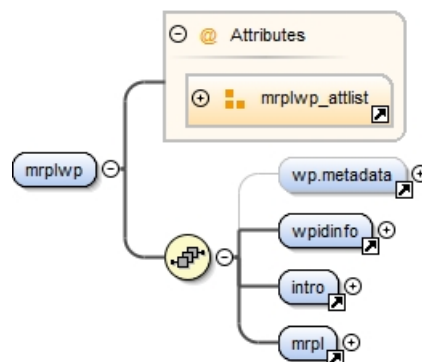 @ Attributes
mrplwp_attlist
mrplwp
wp.metadata
wpidinfo
intro
mrpl